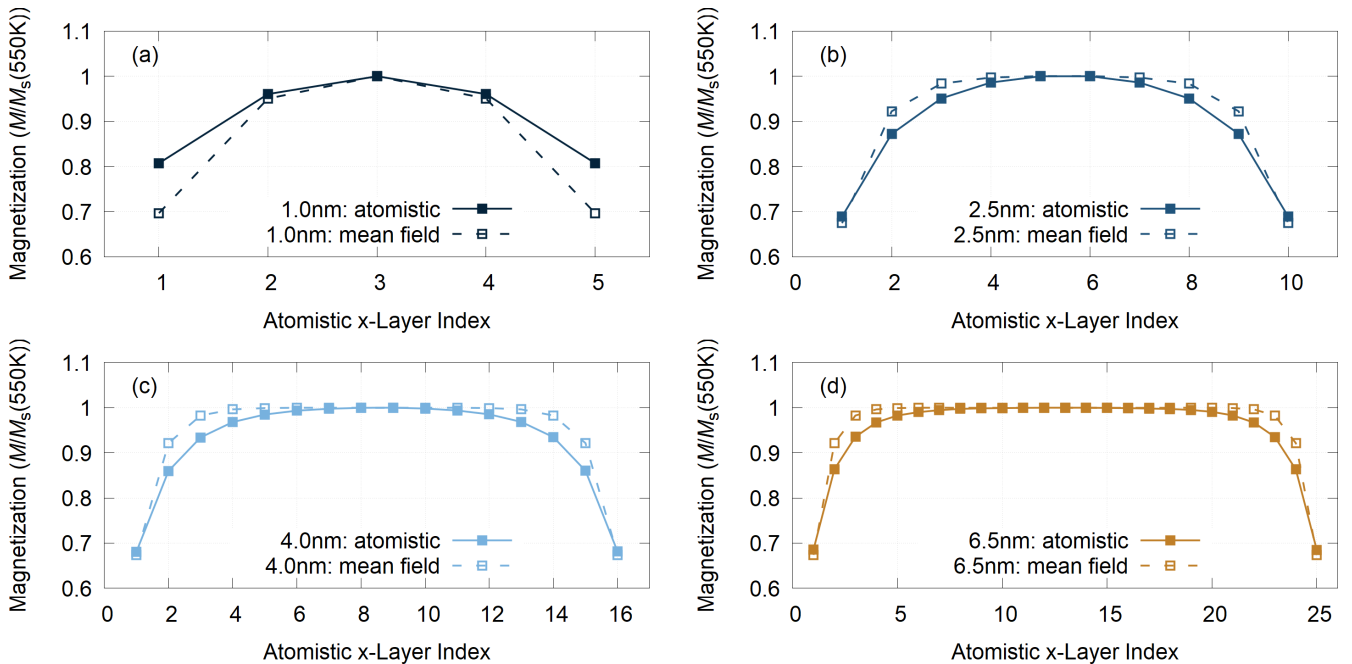 (a)
Magnetization (M/Ms(550K))
1.1
1
0.9
0.8
0.7
0.6
1.0nm: atomistic
1.0nm: mean field
1 2 3 4 5
Atomistic x-Layer Index
(b)
Magnetization (M/Ms(550K))
1.1
1
0.9
0.8
0.7
0.6
2.5nm: atomistic
2.5nm: mean field
0 2 4 6 8 10
Atomistic x-Layer Index
(c)
Magnetization (M/Ms(550K))
1.1
1
0.9
0.8
0.7
0.6
4.0nm: atomistic
4.0nm: mean field
0 2 4 6 8 10 12 14 16
Atomistic x-Layer Index
(d)
Magnetization (M/Ms(550K))
1.1
1
0.9
0.8
0.7
0.6
6.5nm: atomistic
6.5nm: mean field
0 5 10 15 20 25
Atomistic x-Layer Index